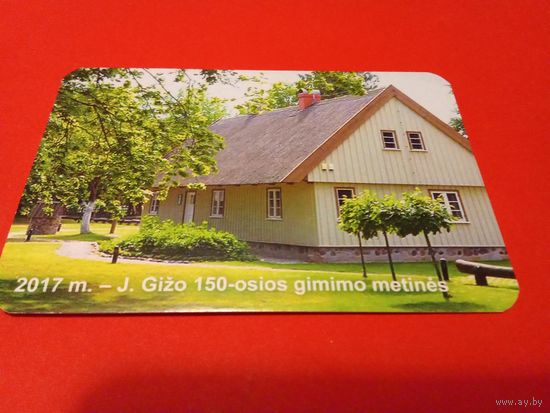 2017 m. – J. Gižo 150-osios gimimo metinės
www.ay.by